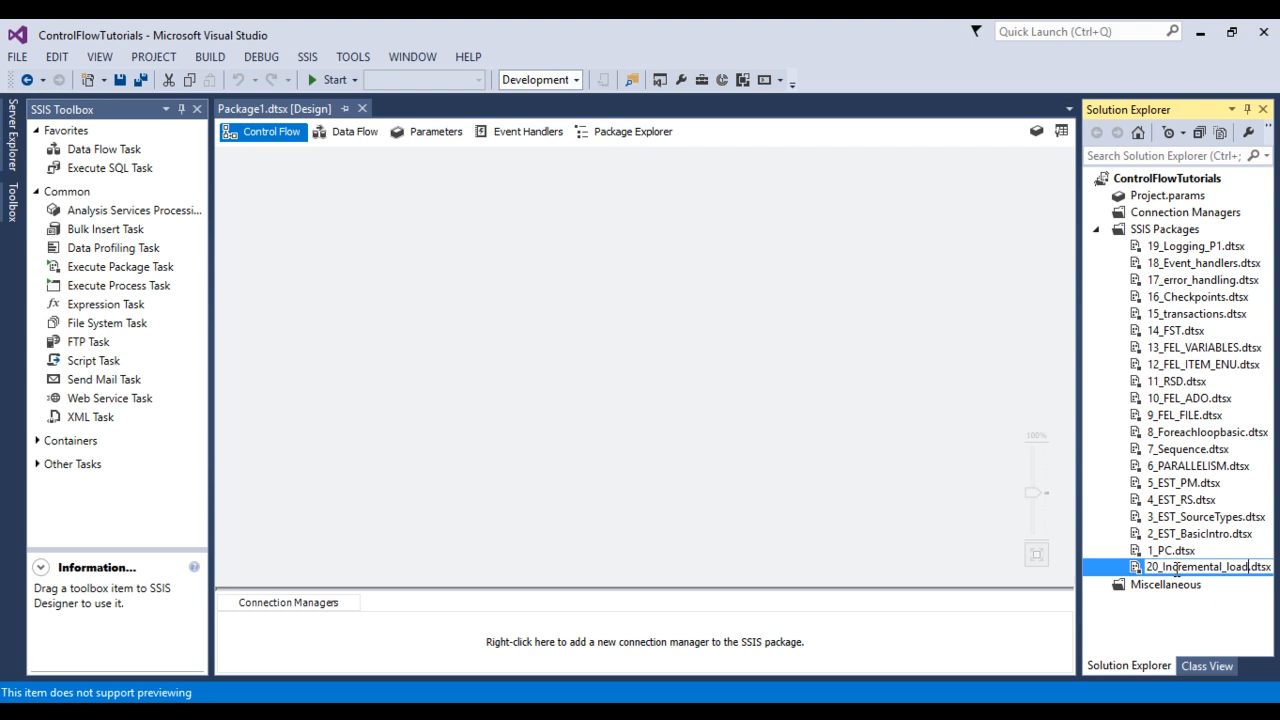 ControlFlowTutorials - Microsoft Visual Studio
Quick Launch (Ctrl+Q)
FILE EDIT VIEW PROJECT BUILD DEBUG SSIS TOOLS WINDOW HELP
Start
Development
Server Explorer
Toolbox
SSIS Toolbox
Favorites
Data Flow Task
Execute SQL Task
Common
Analysis Services Processi...
Bulk Insert Task
Data Profiling Task
Execute Package Task
Execute Process Task
Expression Task
File System Task
FTP Task
Script Task
Send Mail Task
Web Service Task
XML Task
Containers
Other Tasks
Information...
Drag a toolbox item to SSIS
Designer to use it.
Package1.dtsx [Design]
Control Flow Data Flow Parameters Event Handlers Package Explorer
100%
Connection Managers
Right-click here to add a new connection manager to the SSIS package.
Solution Explorer
Search Solution Explorer (Ctrl+;
ControlFlowTutorials
Project.params
Connection Managers
SSIS Packages
19_Logging_P1.dtsx
18_Event_handlers.dtsx
17_error_handling.dtsx
16_Checkpoints.dtsx
15_transactions.dtsx
14_FST.dtsx
13_FEL_VARIABLES.dtsx
12_FEL_ITEM_ENU.dtsx
11_RSD.dtsx
10_FEL_ADO.dtsx
9_FEL_FILE.dtsx
8_Foreachloopbasic.dtsx
7_Sequence.dtsx
6_PARALLELISM.dtsx
5_EST_PM.dtsx
4_EST_RS.dtsx
3_EST_SourceTypes.dtsx
2_EST_BasicIntro.dtsx
1_PC.dtsx
20_Incremental_load.dtsx
Miscellaneous
Solution Explorer Class View
This item does not support previewing